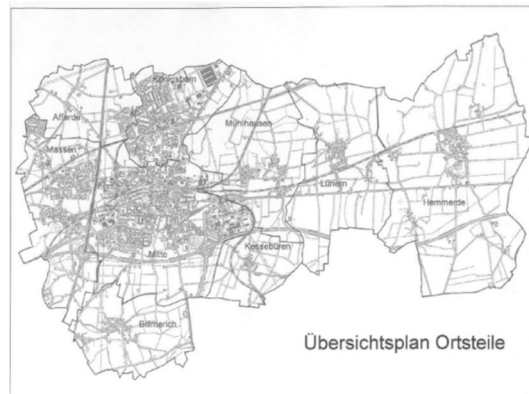 Königsborn
Afferde
Mühlhausen
Massen
Lünern
Hemmerde
Kessebüren
Mitte
Billmerich
Übersichtsplan Ortsteile